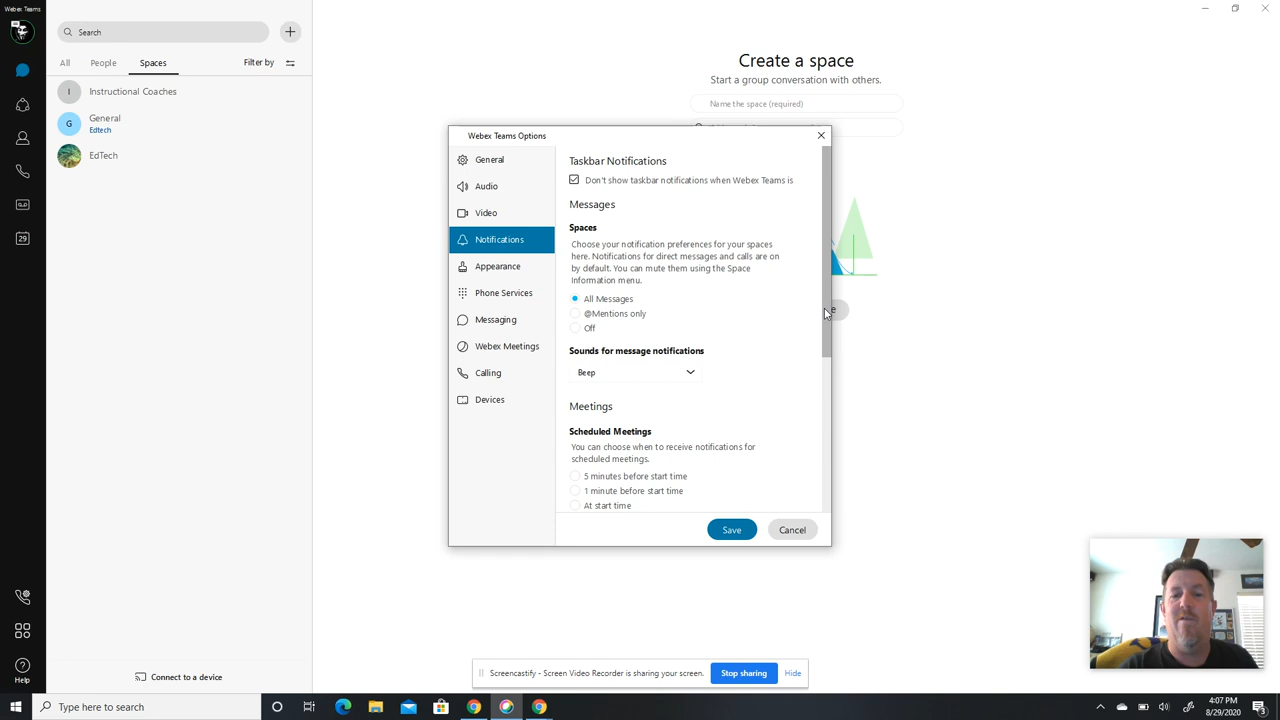 Webex Teams
Search
All
People
Spaces
Filter by
I
Instructional Coaches
G
General
Edtech
EdTech
29
Help
Connect to a device
Create a space
Start a group conversation with others.
Name the space (required)
Webex Teams Options
General
Audio
Video
Notifications
Appearance
Phone Services
Messaging
Webex Meetings
Calling
Devices
Taskbar Notifications
Don't show taskbar notifications when Webex Teams is
Messages
Spaces
Choose your notification preferences for your spaces
here. Notifications for direct messages and calls are on
by default. You can mute them using the Space
Information menu.
All Messages
@Mentions only
Off
Sounds for message notifications
Beep
Meetings
Scheduled Meetings
You can choose when to receive notifications for
scheduled meetings.
5 minutes before start time
1 minute before start time
At start time
Save
Cancel
Screencastify - Screen Video Recorder is sharing your screen.
Stop sharing
Hide
Type here to search
4:07 PM
8/29/2020
3